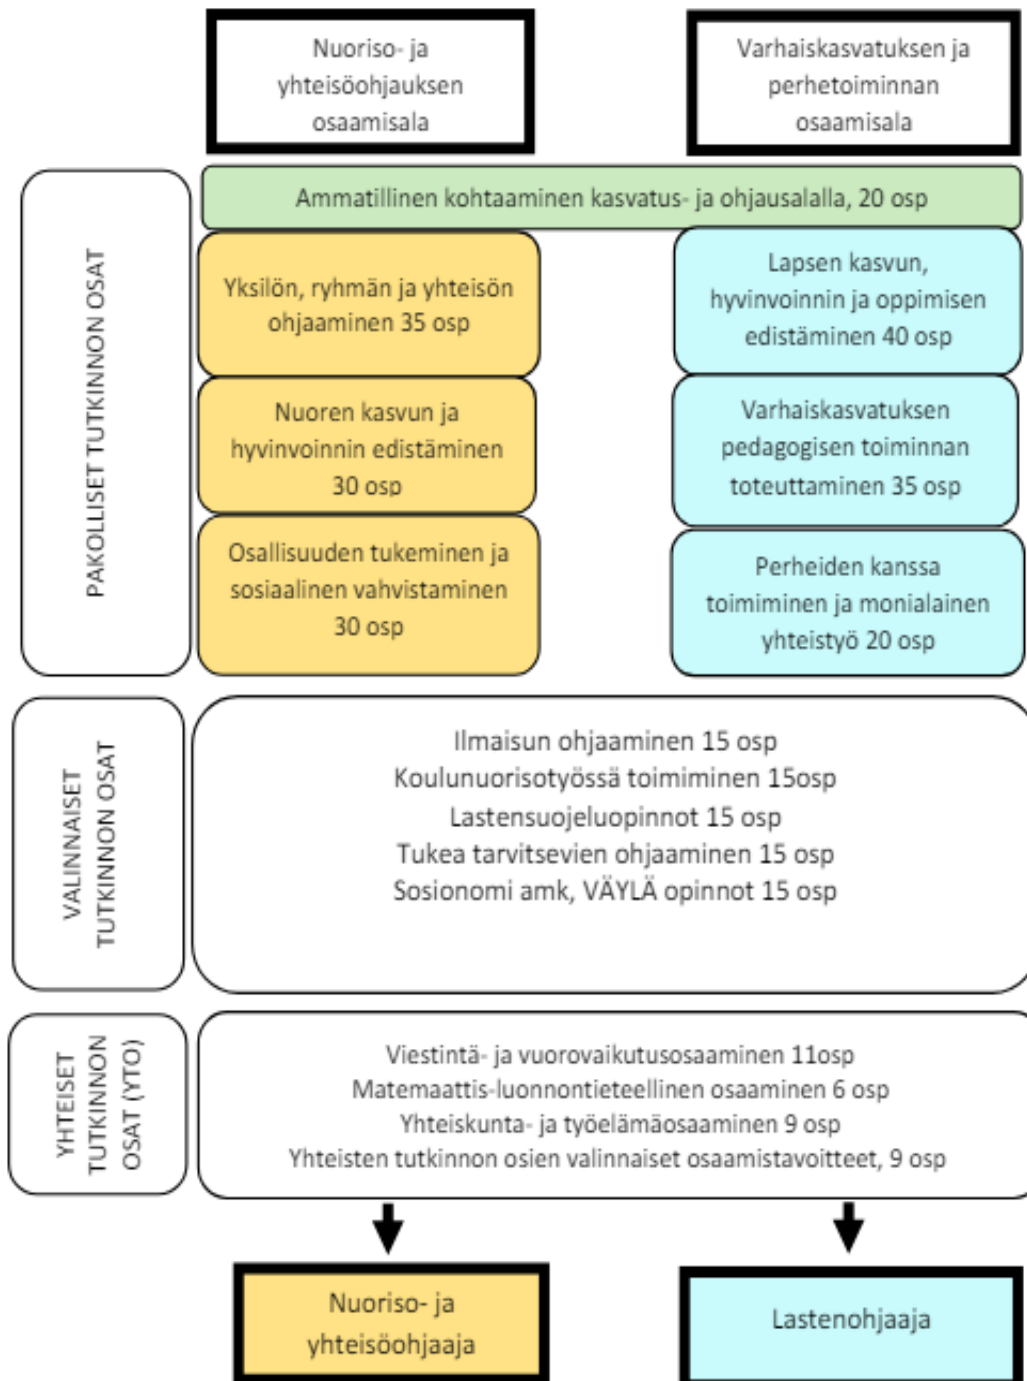 Nuoriso- ja
yhteisöohjauksen
osaamisala
Varhaiskasvatuksen ja
perhetoiminnan
osaamisala
PAKOLLISET TUTKINNON OSAT
Ammatillinen kohtaaminen kasvatus- ja ohjausalalla, 20 osp
Yksilön, ryhmän ja yhteisön
ohjaaminen 35 osp
Lapsen kasvun,
hyvinvoinnin ja oppimisen
edistäminen 40 osp
Nuoren kasvun ja
hyvinvoinnin edistäminen
30 osp
Varhaiskasvatuksen
pedagogisen toiminnan
toteuttaminen 35 osp
Osallisuuden tukeminen ja
sosiaalinen vahvistaminen
30 osp
Perheiden kanssa
toimiminen ja monialainen
yhteistyö 20 osp
VALINNAISET
TUTKINNON OSAT
Ilmaisun ohjaaminen 15 osp
Koulunuorisotyössä toimiminen 15osp
Lastensuojeluopinnot 15 osp
Tukea tarvitsevien ohjaaminen 15 osp
Sosionomi amk, VÄYLÄ opinnot 15 osp
YHTEISET
TUTKINNON
OSAT (YTO)
Viestintä- ja vuorovaikutusosaaminen 11osp
Matemaattis-luonnontieteellinen osaaminen 6 osp
Yhteiskunta- ja työelämäosaaminen 9 osp
Yhteisten tutkinnon osien valinnaiset osaamistavoitteet, 9 osp
Nuoriso- ja
yhteisöohjaaja
Lastenohjaaja